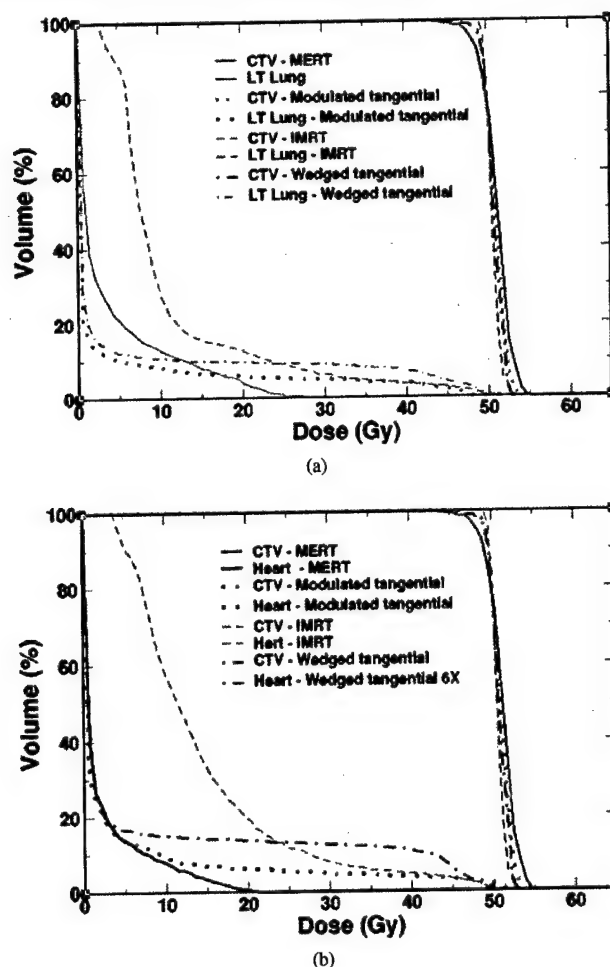 100
80
60
40
20
0
Volume (%)
CTV - MERT
LT Lung
CTV - Modulated tangential
LT Lung - Modulated tangential
CTV - IMRT
LT Lung - IMRT
CTV - Wedged tangential
LT Lung - Wedged tangential
0 10 20 30 40 50 60
Dose (Gy)
(a)
100
80
60
40
20
0
Volume (%)
CTV - MERT
Heart - MERT
CTV - Modulated tangential
Heart - Modulated tangential
CTV - IMRT
Hert - IMRT
CTV - Wedged tangential
Heart - Wedged tangential 6X
0 10 20 30 40 50 60
Dose (Gy)
(b)